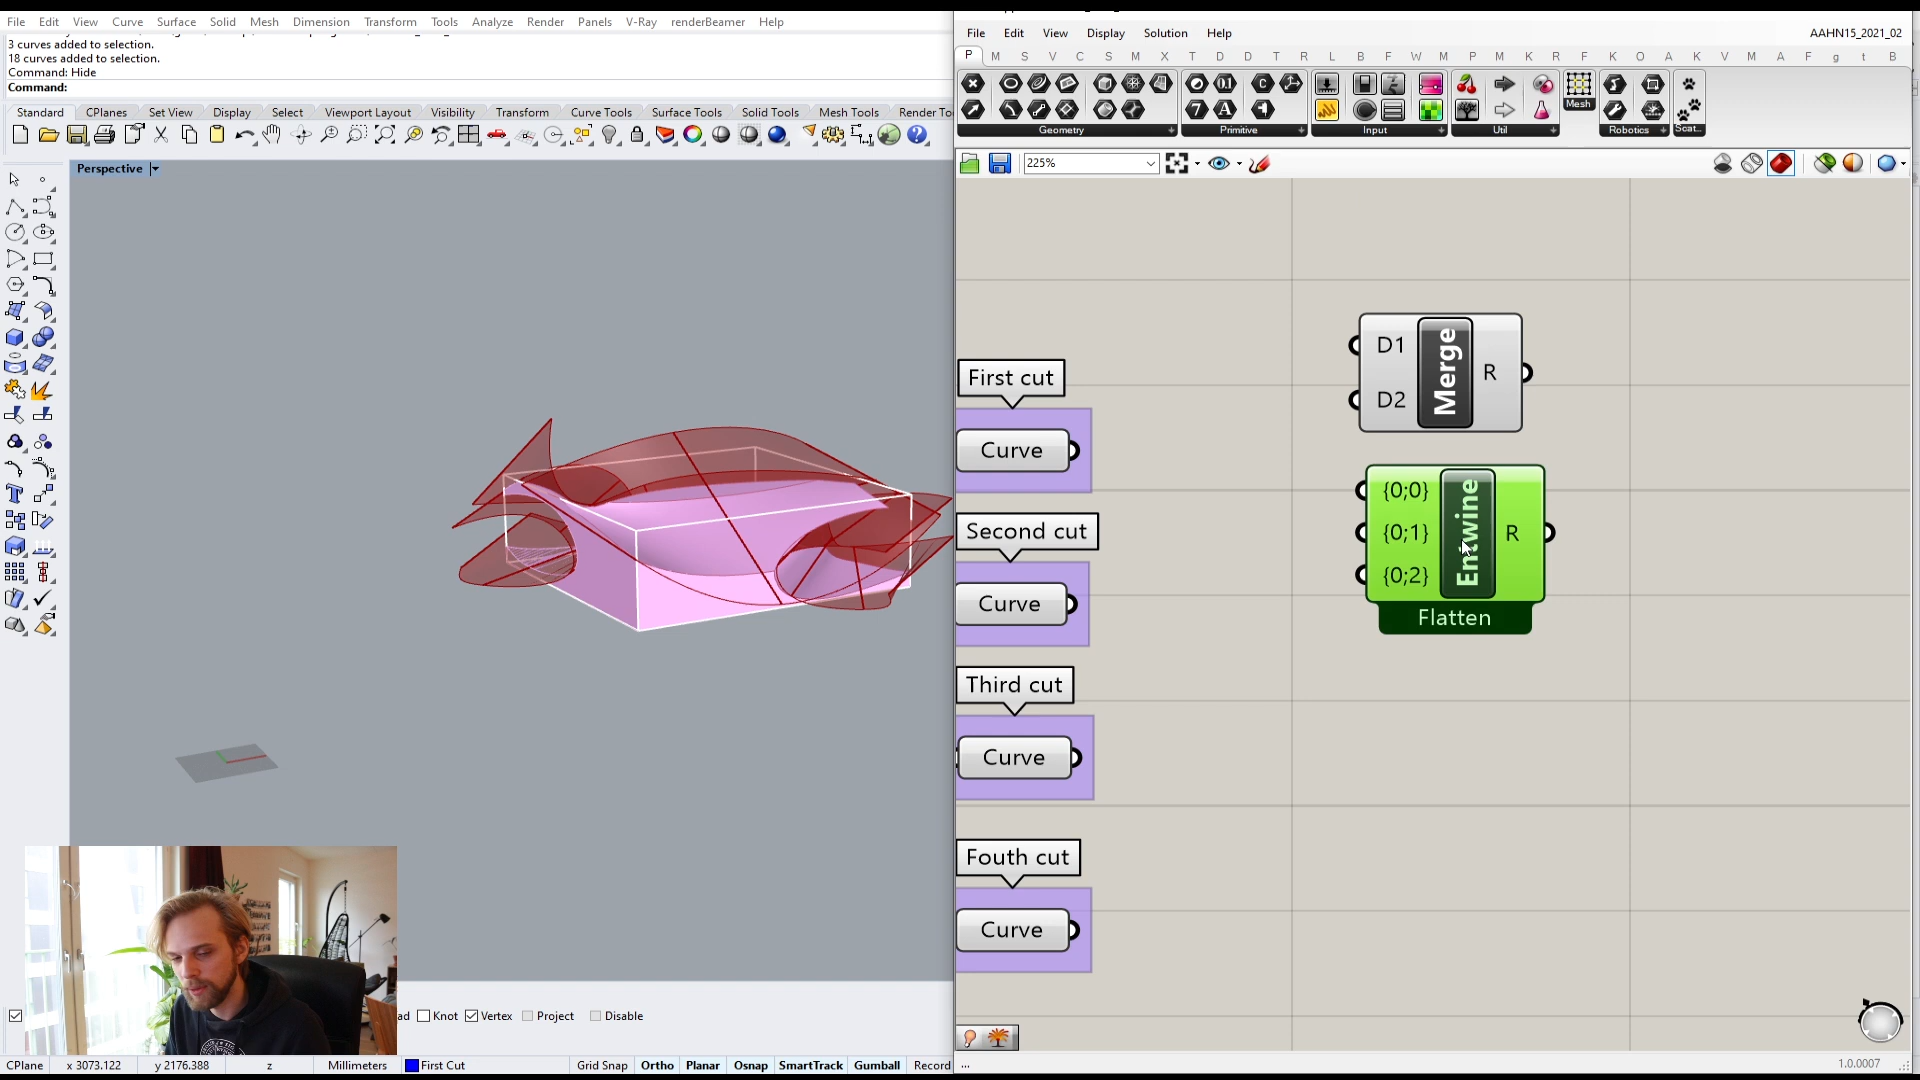 File Edit View Curve Surface Solid Mesh Dimension Transform Tools Analyze Render Panels V-Ray renderBeamer Help
3 curves added to selection.
18 curves added to selection.
Command: Hide
Command:
Standard CPlanes Set View Display Select Viewport Layout Visibility Transform Curve Tools Surface Tools Solid Tools Mesh Tools Render To
Perspective
File Edit View Display Solution Help
AAHN15_2021_02
P M S V C S M X T D D T R L B F W M P M K R K O A K V M A F g t B
Geometry Primitive Input Util Mesh Robotics Scat..
225%
First cut
Curve
Second cut
Curve
Third cut
Curve
Fouth cut
Curve
D1
D2
Merge
R
{0;0}
{0;1}
{0;2}
Entwine
R
Flatten
ad Knot Vertex Project Disable
CPlane x 3073.122 y 2176.388 z Millimeters First Cut Grid Snap Ortho Planar Osnap SmartTrack Gumball Record
...
1.0.0007